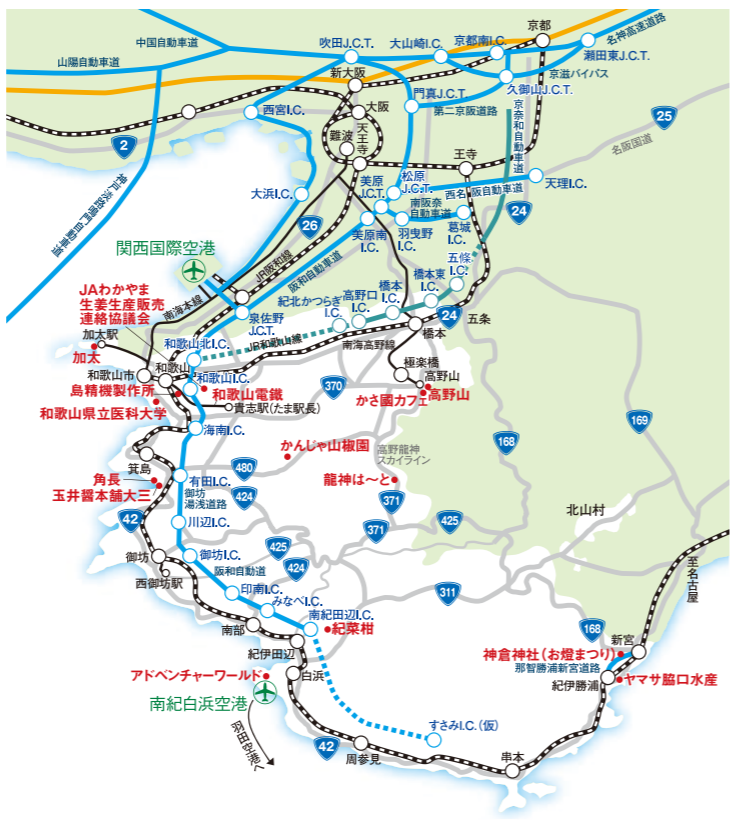 京都
名神高速道路
中国自動車道
吹田J.C.T.
大山崎I.C.
京都南I.C.
瀬田東J.C.T.
山陽自動車道
新大阪
京滋バイパス
久御山J.C.T.
門真J.C.T.
第二京阪道路
西宮I.C.
大阪
京奈和自動車道
25
2
難波
天王寺
王寺
名阪国道
神戸淡路鳴門自動車道
大浜I.C.
美原
J.C.T.
松原
J.C.T.
西名阪自動車道
天理I.C.
南阪奈
自動車道
24
26
美原南
I.C.
羽曳野
I.C.
葛城
I.C.
関西国際空港
JR阪和線
阪和自動車道
五條
I.C.
橋本東
I.C.
橋本
I.C.
高野口
I.C.
紀北かつらぎ
I.C.
JAわかやま
生姜生産販売
連絡協議会
南海本線
泉佐野
J.C.T.
24
五条
加太駅
和歌山北I.C.
JR和歌山線
南海高野線
橋本
加太
和歌山市
和歌山
和歌山I.C.
極楽橋
高野山
島精機製作所
和歌山電鐵
370
かさ國カフェ
高野山
貴志駅(たま駅長)
和歌山県立医科大学
169
海南I.C.
168
かんじゃ山椒園
高野龍神
スカイライン
箕島
480
角長
有田I.C.
龍神は〜と
玉井醤本舗大三
御坊
湯浅道路
424
371
42
川辺I.C.
425
371
北山村
御坊
御坊I.C.
425
至名古屋
西御坊駅
阪和自動道
424
印南I.C.
311
みなべI.C.
南紀田辺I.C.
168
南部
紀菜柑
新宮
紀伊田辺
神倉神社(お燈まつり)
那智勝浦新宮道路
アドベンチャーワールド
白浜
紀伊勝浦
ヤマサ脇口水産
南紀白浜空港
すさみI.C.(仮)
羽田空港へ
42
周参見
串本